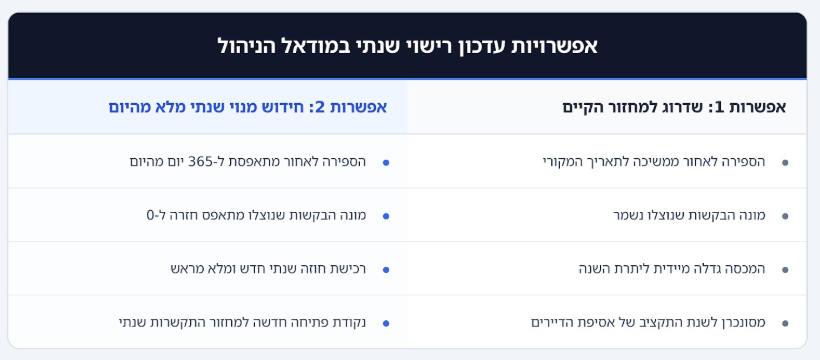 אפשרויות עדכון רישוי שנתי במודאל הניהול
אפשרות 1: שדרוג למחזור הקיים
אפשרות 2: חידוש מנוי שנתי מלא מהיום
הספירה לאחור ממשיכה לתאריך המקורי
הספירה לאחור מתאפסת ל-365 יום מהיום
מונה הבקשות שנוצלו נשמר
מונה הבקשות שנוצלו מתאפס חזרה ל-0
המכסה גדלה מיידית ליתרת השנה
רכישת חוזה שנתי חדש ומלא מראש
מסונכרן לשנת התקציב של אסיפת הדיירים
נקודת פתיחה חדשה למחזור התקשרות שנתי